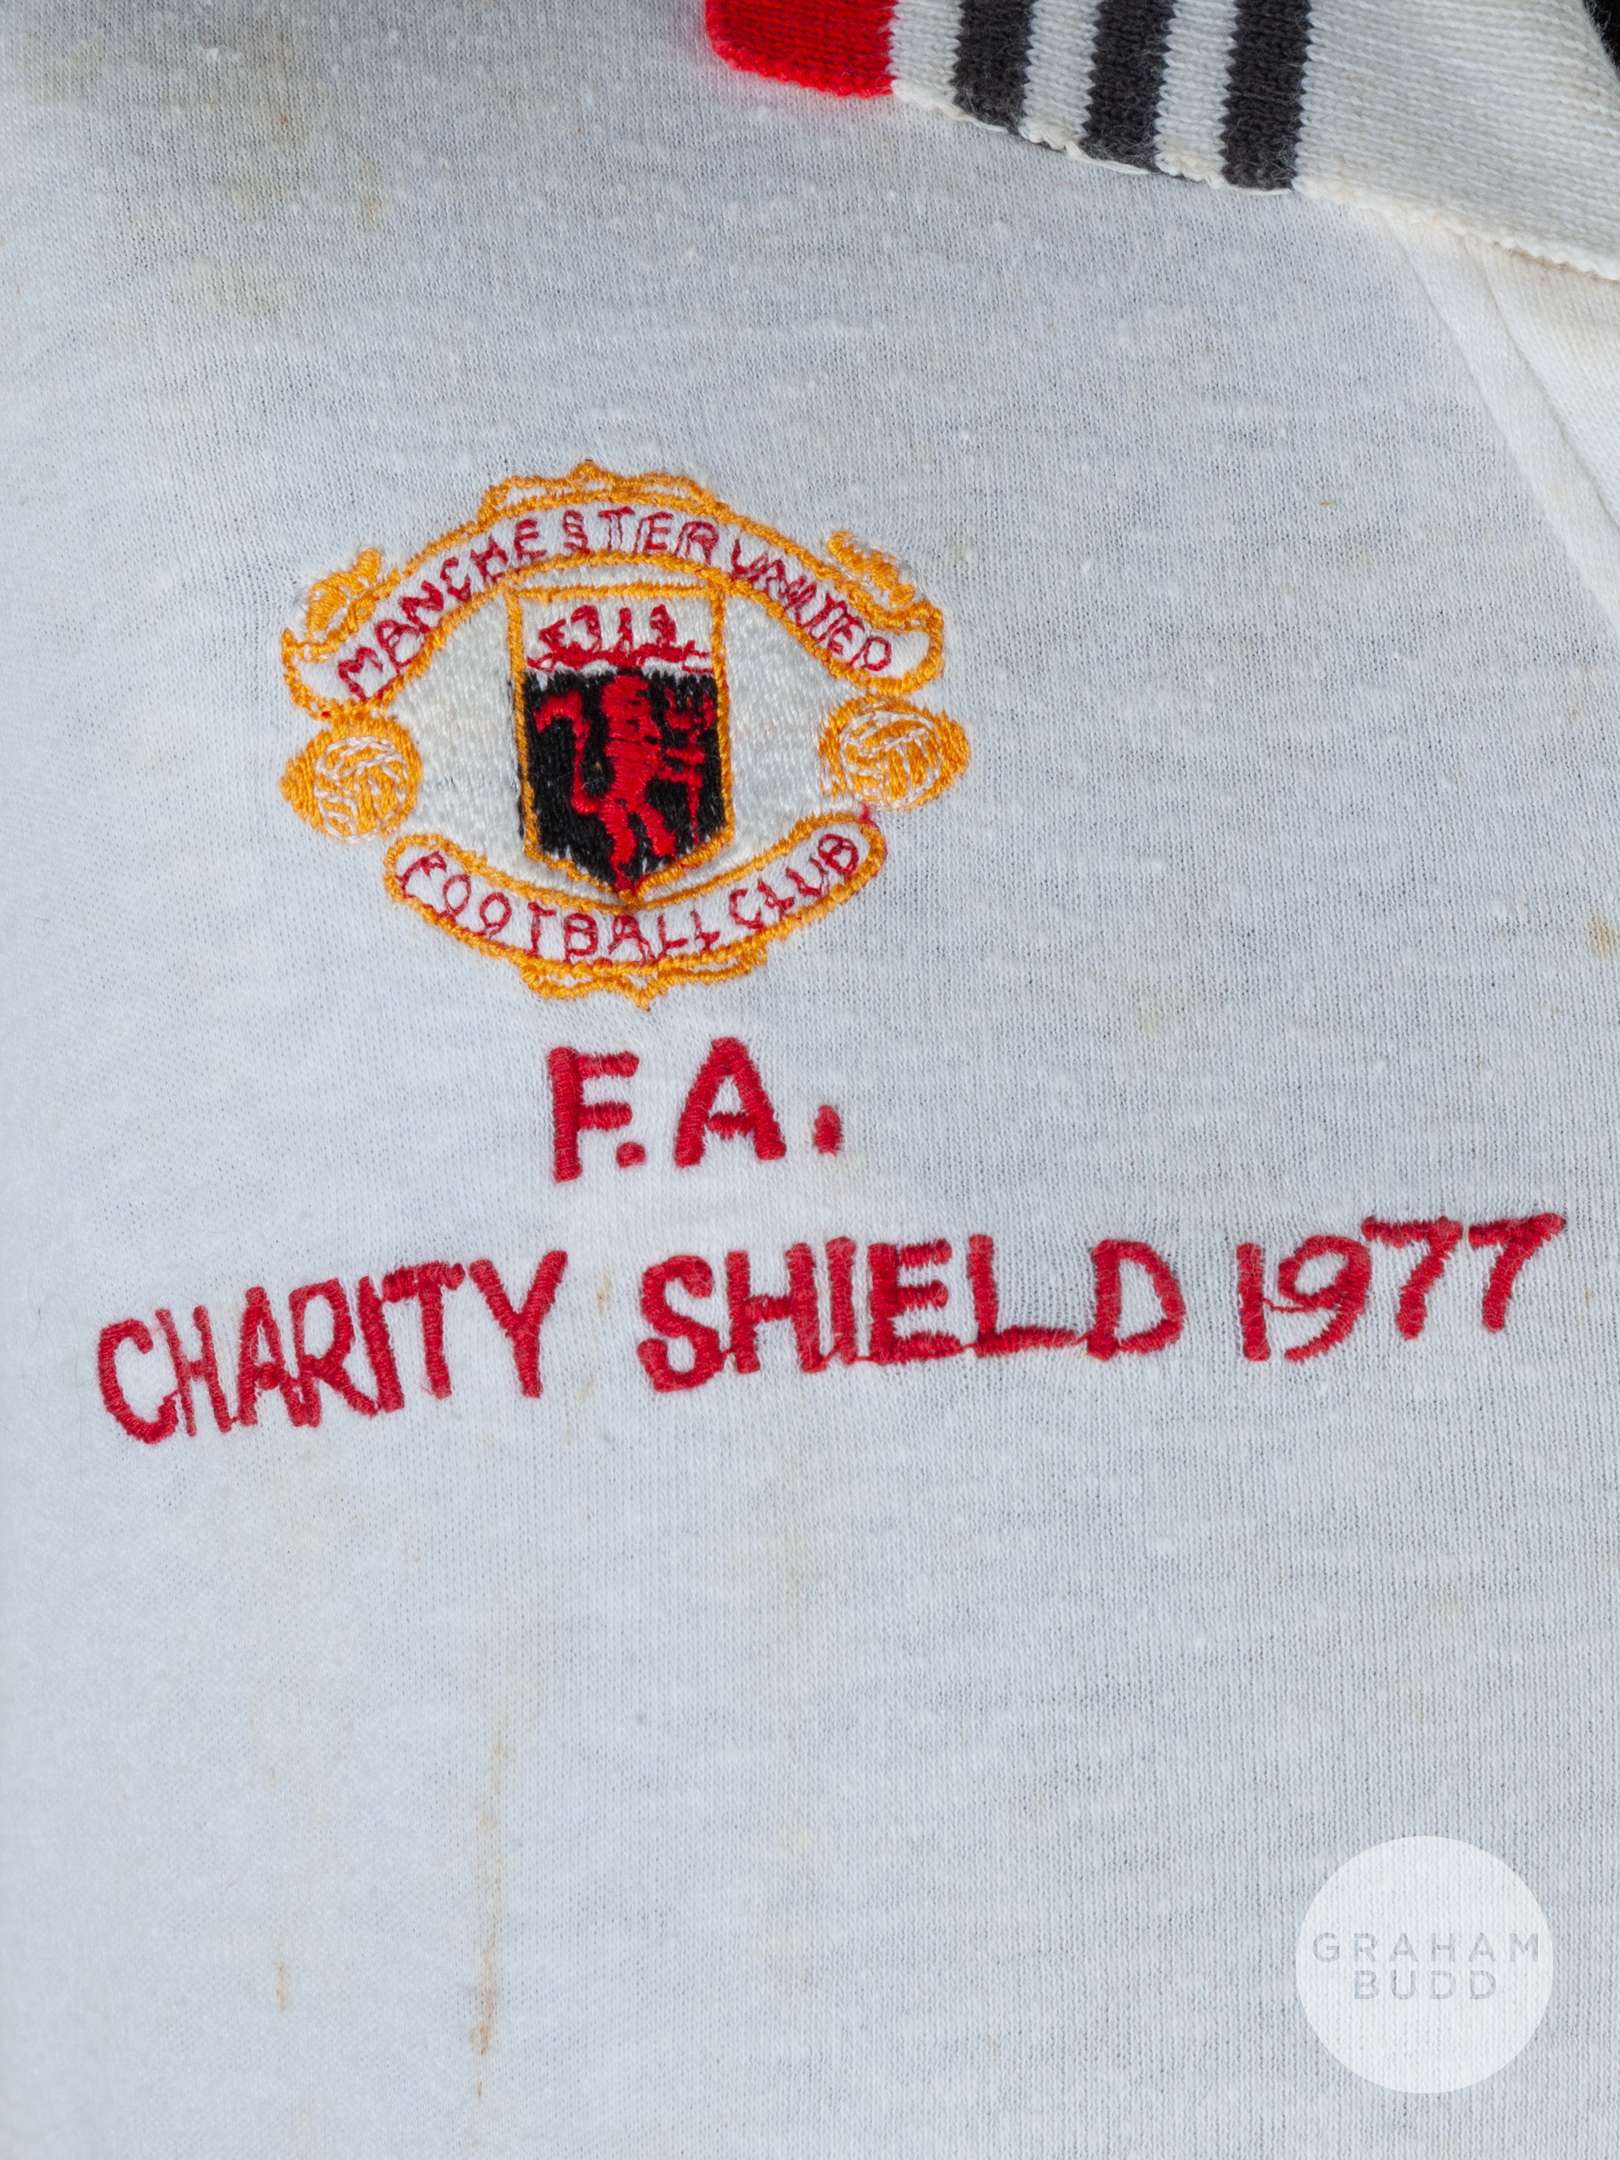 MANCHESTER UNITED
FOOTBALL CLUB
F.A.
CHARITY SHIELD 1977
GRAHAM
BUDD